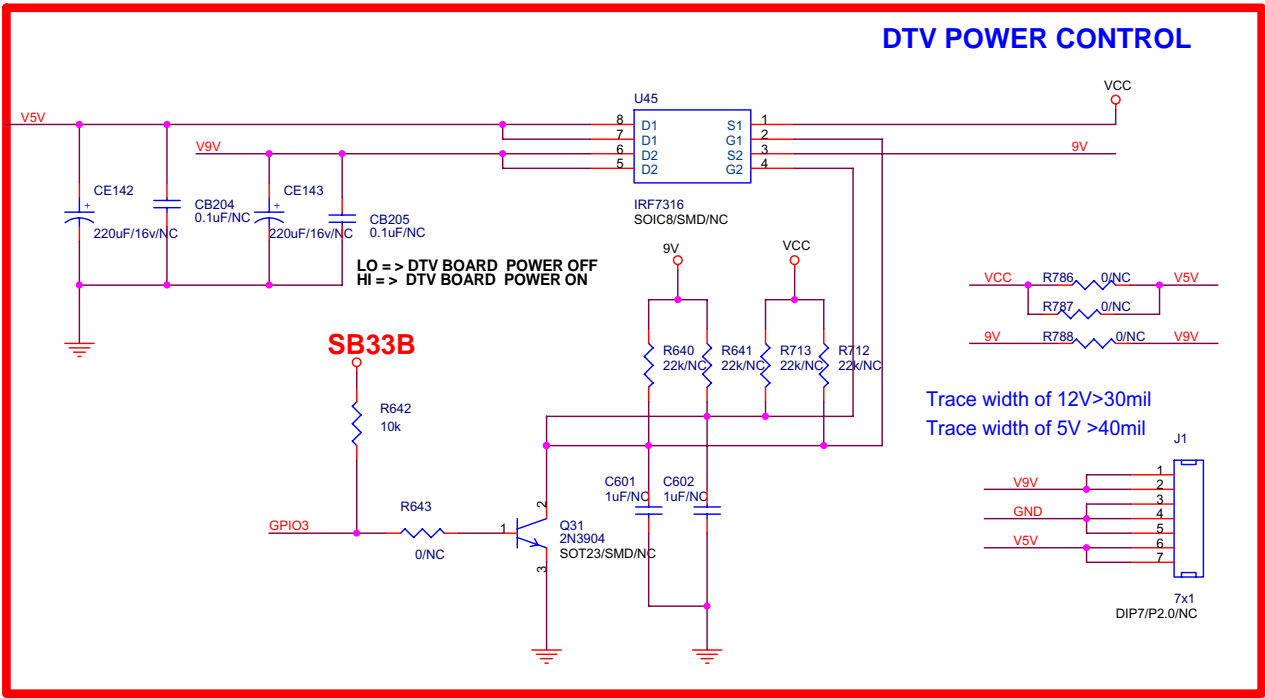 DTV POWER CONTROL
U45
VCC
V5V
8 D1 S1 1
7 D1 G1 2
V9V
6 D2 S2 3
9V
5 D2 G2 4
IRF7316
SOIC8/SMD/NC
CE142
+
220uF/16v/NC
CB204
0.1uF/NC
CE143
+
220uF/16v/NC
CB205
0.1uF/NC
LO = > DTV BOARD POWER OFF
HI = > DTV BOARD POWER ON
9V
VCC
R640
22k/NC
R641
22k/NC
R713
22k/NC
R712
22k/NC
VCC R786 0/NC V5V
R787 0/NC
9V R788 0/NC V9V
SB33B
R642
10k
Trace width of 12V>30mil
Trace width of 5V >40mil
GPIO3
R643
0/NC
1
2
3
Q31
2N3904
SOT23/SMD/NC
C601
1uF/NC
C602
1uF/NC
J1
V9V
GND
V5V
1
2
3
4
5
6
7
7x1
DIP7/P2.0/NC